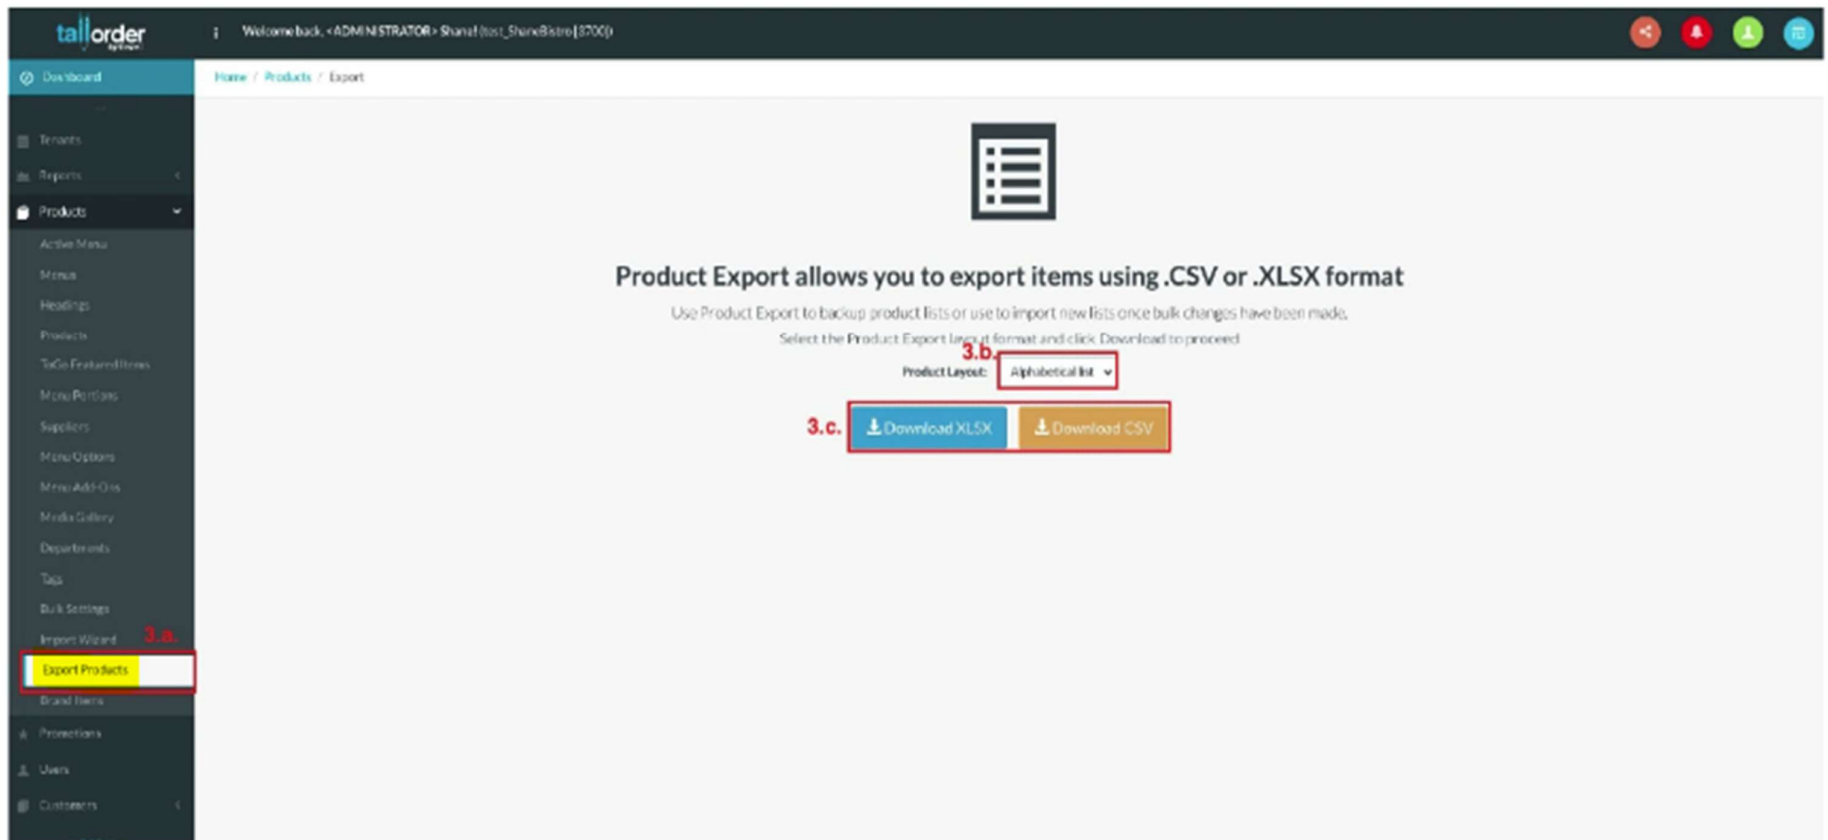 tallorder
Welcome back, <ADMINISTRATOR> Shanal (test_ShaneBistro [3700])
Dashboard
Home / Products / Export
Tenants
Reports
Products
Active Menu
Menus
Headings
Products
ToGo Featured Items
Menu Portions
Suppliers
Menu Options
Menu Add-Ons
Media Gallery
Departments
Tags
Bulk Settings
Import Wizard
3.a.
Export Products
Brand Items
Promotions
Users
Customers
Product Export allows you to export items using .CSV or .XLSX format
Use Product Export to backup product lists or use to import new lists once bulk changes have been made.
Select the Product Export layout format and click Download to proceed
3.b.
Product Layout: Alphabetical list
3.c. Download XLSX Download CSV